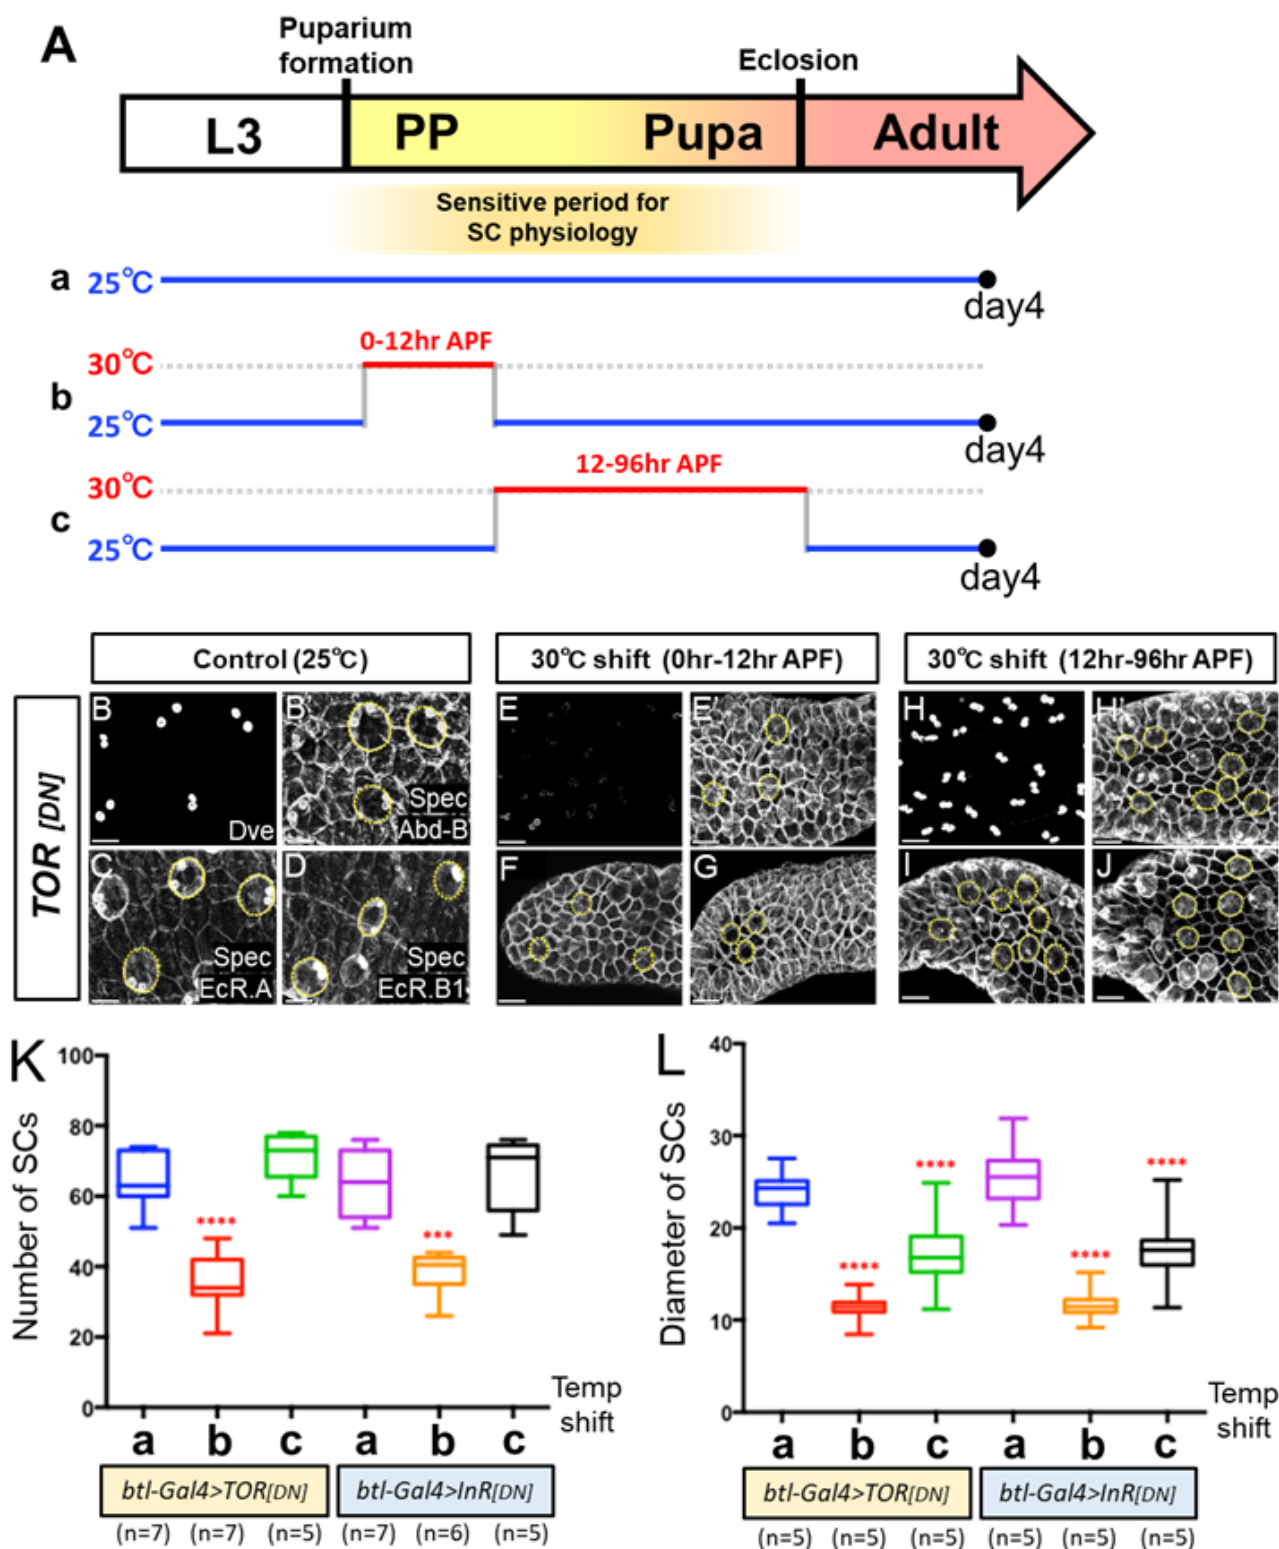 A
Puparium
formation
Eclosion
L3
PP
Pupa
Adult
Sensitive period for
SC physiology
a
25℃
day4
0-12hr APF
30℃
b
25℃
day4
12-96hr APF
30℃
c
25℃
day4
Control (25℃)
30℃ shift (0hr-12hr APF)
30℃ shift (12hr-96hr APF)
TOR [DN]
B
Dve
B'
Spec
Abd-B
E
E'
H
H'
C
Spec
EcR.A
D
Spec
EcR.B1
F
G
I
J
K
Number of SCs
100
80
60
40
20
0
****
***
Temp
shift
a b c a b c
btl-Gal4>TOR[DN] btl-Gal4>InR[DN]
(n=7) (n=7) (n=5) (n=7) (n=6) (n=5)
L
Diameter of SCs
40
30
20
10
0
****
****
****
****
Temp
shift
a b c a b c
btl-Gal4>TOR[DN] btl-Gal4>InR[DN]
(n=5) (n=5) (n=5) (n=5) (n=5) (n=5)